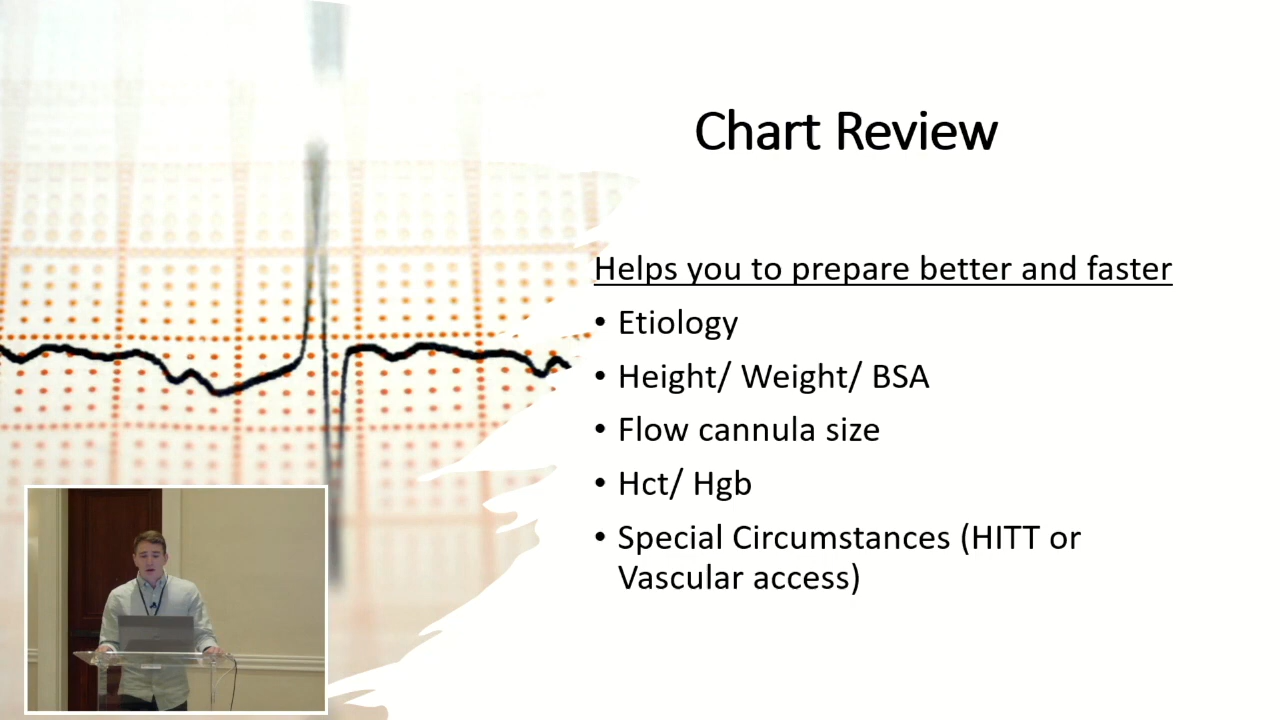 Chart Review
Helps you to prepare better and faster
• Etiology
• Height/ Weight/ BSA
• Flow cannula size
• Hct/ Hgb
• Special Circumstances (HITT or
Vascular access)